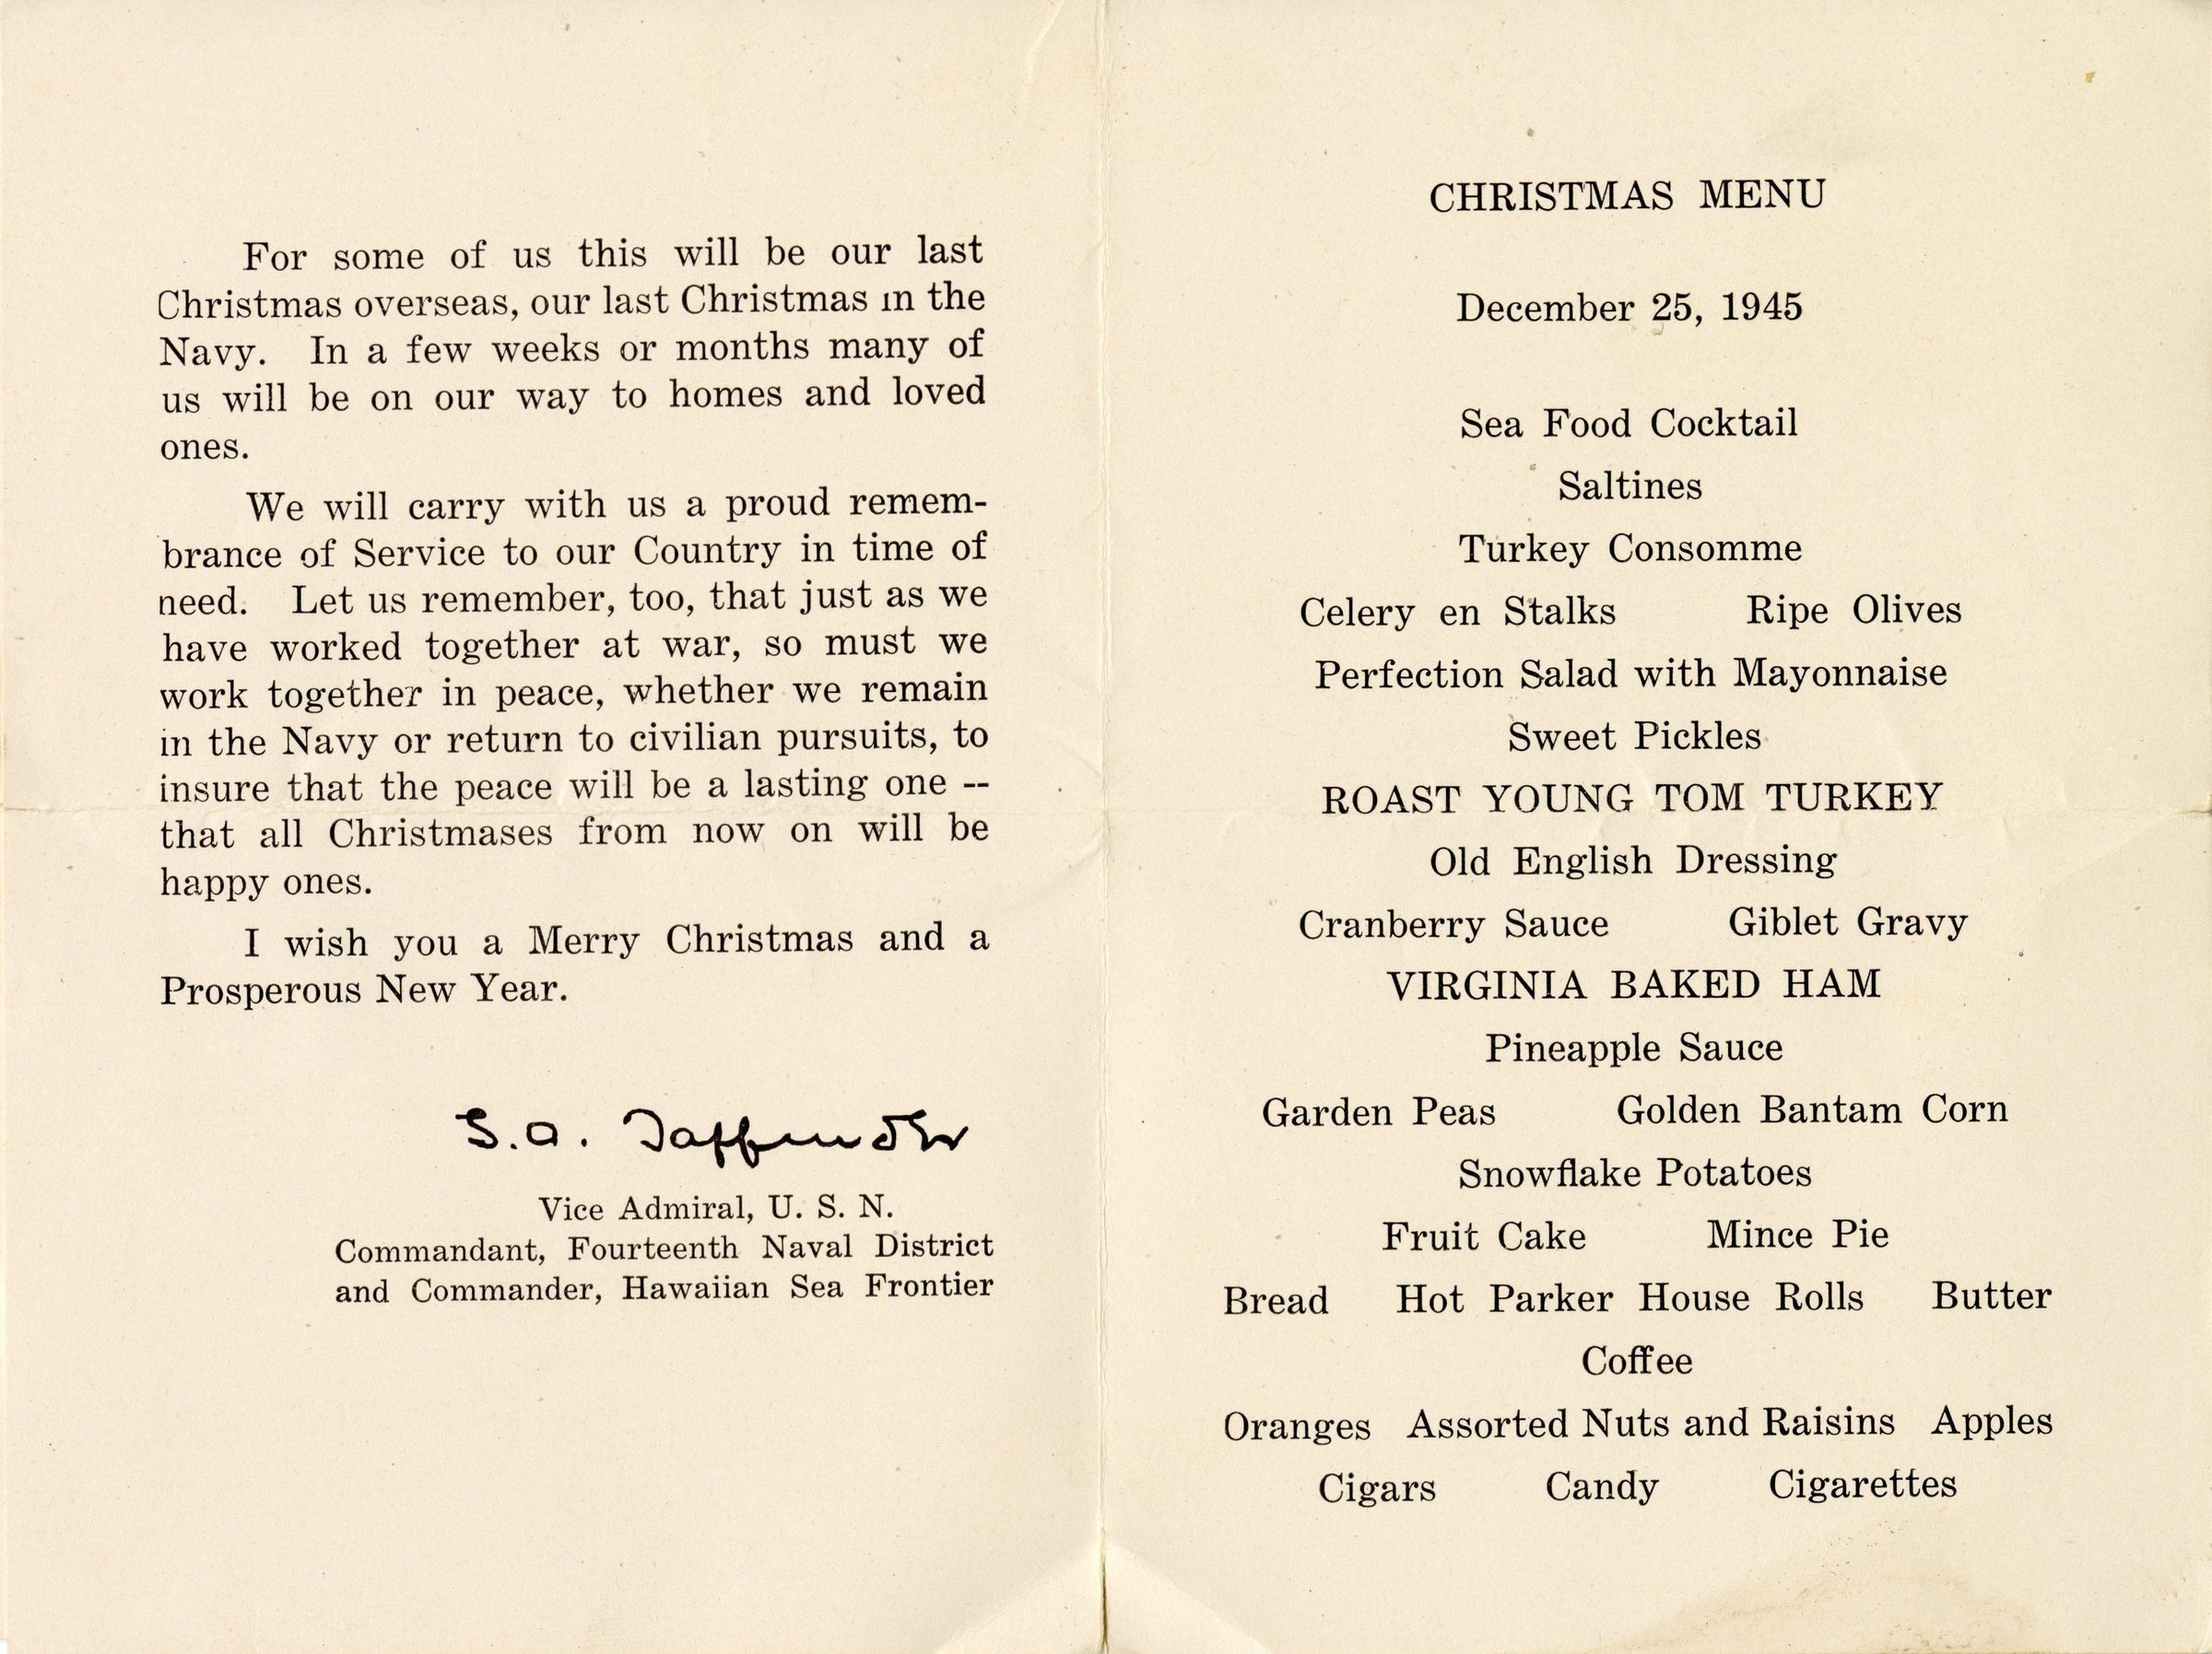 For some of us this will be our last
Christmas overseas, our last Christmas in the
Navy. In a few weeks or months many of
us will be on our way to homes and loved
ones.
We will carry with us a proud remem-
brance of Service to our Country in time of
need. Let us remember, too, that just as we
have worked together at war, so must we
work together in peace, whether we remain
in the Navy or return to civilian pursuits, to
insure that the peace will be a lasting one --
that all Christmases from now on will be
happy ones.
I wish you a Merry Christmas and a
Prosperous New Year.
S.A. Taffinder
Vice Admiral, U. S. N.
Commandant, Fourteenth Naval District
and Commander, Hawaiian Sea Frontier
CHRISTMAS MENU
December 25, 1945
Sea Food Cocktail
Saltines
Turkey Consomme
Celery en Stalks Ripe Olives
Perfection Salad with Mayonnaise
Sweet Pickles
ROAST YOUNG TOM TURKEY
Old English Dressing
Cranberry Sauce Giblet Gravy
VIRGINIA BAKED HAM
Pineapple Sauce
Garden Peas Golden Bantam Corn
Snowflake Potatoes
Fruit Cake Mince Pie
Bread Hot Parker House Rolls Butter
Coffee
Oranges Assorted Nuts and Raisins Apples
Cigars Candy Cigarettes